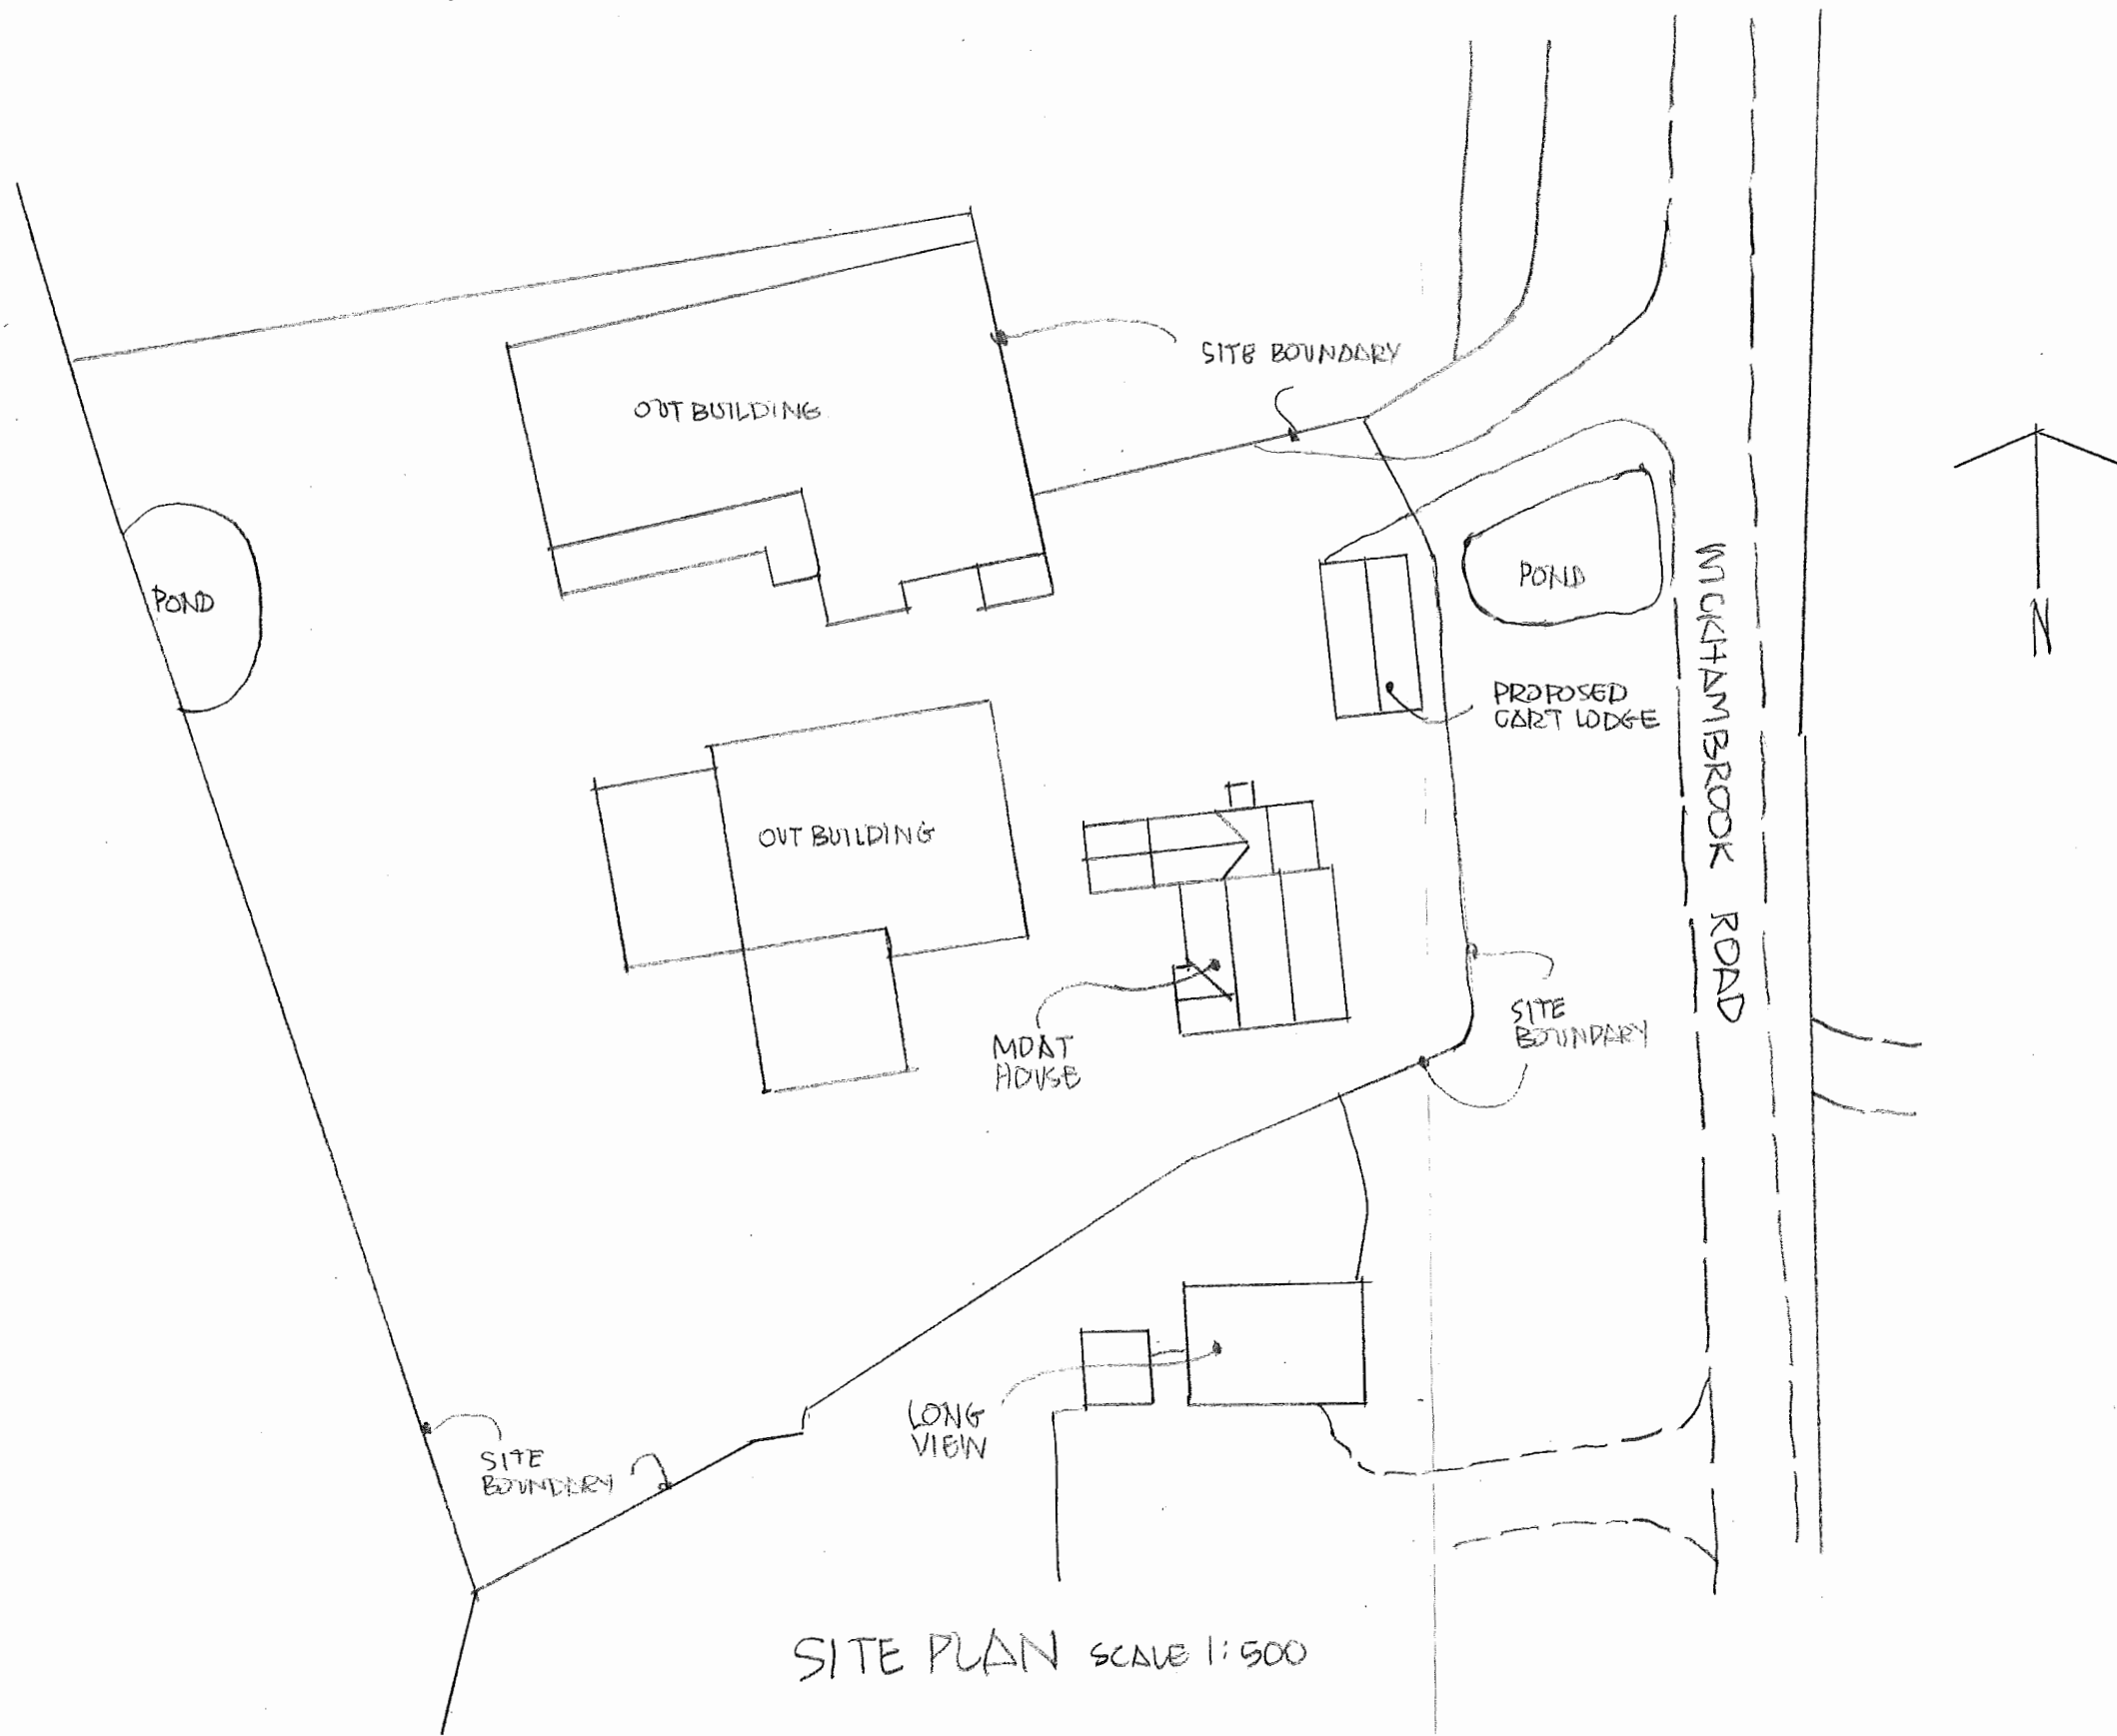 SITE BOUNDARY
OUT BUILDING
POND
POND
N
PROPOSED
CART LODGE
WICKHAMBROOK ROAD
OUT BUILDING
MOAT
HOUSE
SITE
BOUNDARY
LONG
VIEW
SITE
BOUNDARY
SITE PLAN SCALE 1:500